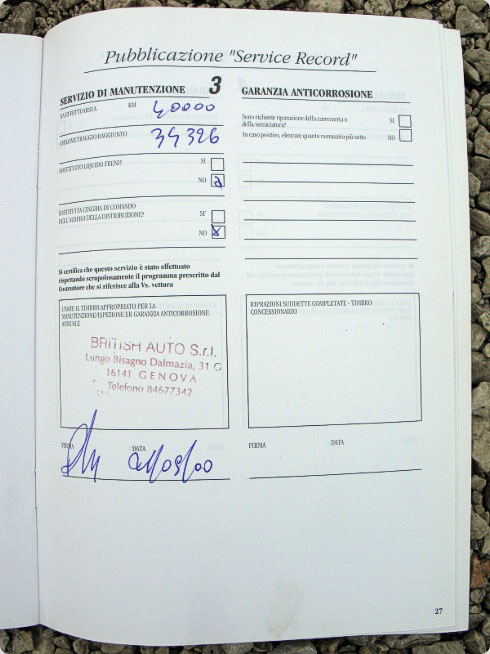 Pubblicazione "Service Record"
SERVIZIO DI MANUTENZIONE 3
DA EFFETTUARSI A KM 40000
CHILOMETRAGGIO RAGGIUNTO 34326
SOSTITUITO LIQUIDO FRENI? SI
NO
SOSTITUITA CINGHIA DI COMANDO
DELL'ALBERO DELLA DISTRIBUZIONE? SI'
NO X
Si certifica che questo servizio è stato effettuato
rispettando scrupolosamente il programma prescritto dal
Costruttore che si riferisce alla Vs. vettura
USARE IL TIMBRO APPROPRIATO PER LA
MANUTENZIONE/ISPEZIONE IN GARANZIA ANTICORROSIONE
ANNUALE
BRITISH AUTO S.r.l.
Lungo Bisagno Dalmazia, 31 G
16141 GENOVA
Telefono 84677342
FIRMA DATA
GARANZIA ANTICORROSIONE
Sono richieste riparazione della carrozzeria o
della verniciatura? SI
In caso positivo, elencare quanto necessario più sotto NO
RIPRAZIONI SUDDETTE COMPLETATE - TIMBRO
CONCESSIONARIO
FERMA DETA
27